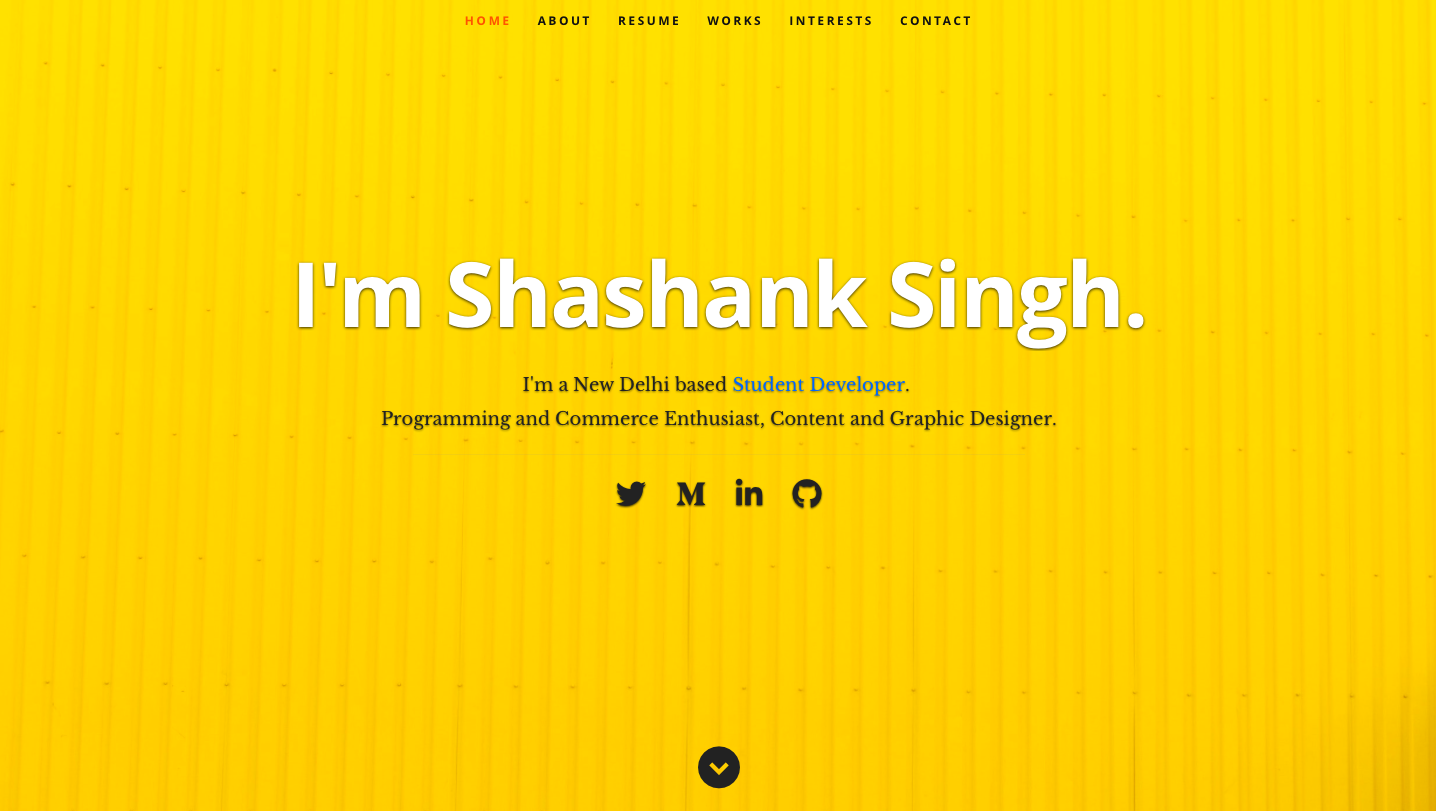 HOME ABOUT RESUME WORKS INTERESTS CONTACT
I'm Shashank Singh.
I'm a New Delhi based Student Developer.
Programming and Commerce Enthusiast, Content and Graphic Designer.